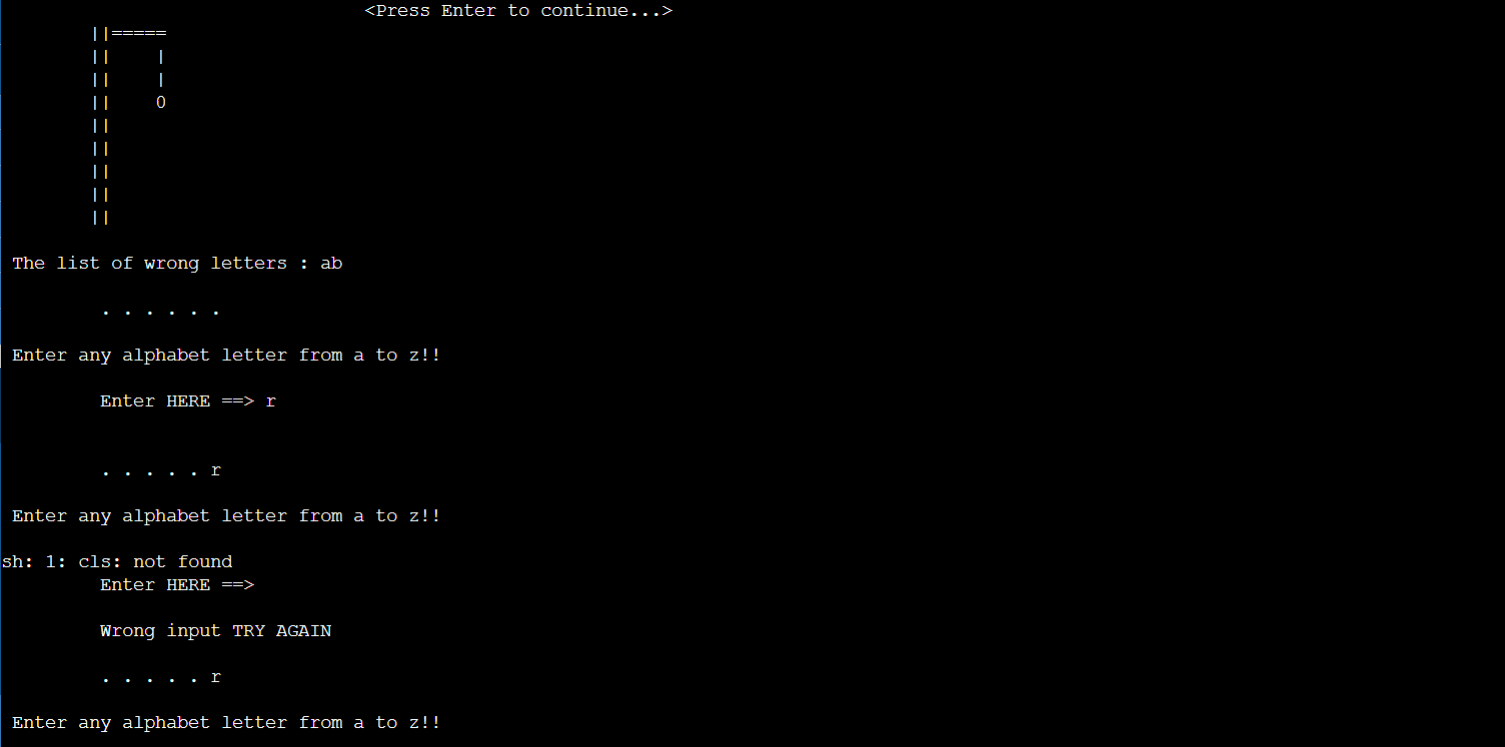 <Press Enter to continue...>
||=====
||    |
||    |
||    0
||
||
||
||
||
The list of wrong letters : ab
. . . . . .
Enter any alphabet letter from a to z!!
Enter HERE ==> r
. . . . . r
Enter any alphabet letter from a to z!!
sh: 1: cls: not found
Enter HERE ==>
Wrong input TRY AGAIN
. . . . . r
Enter any alphabet letter from a to z!!